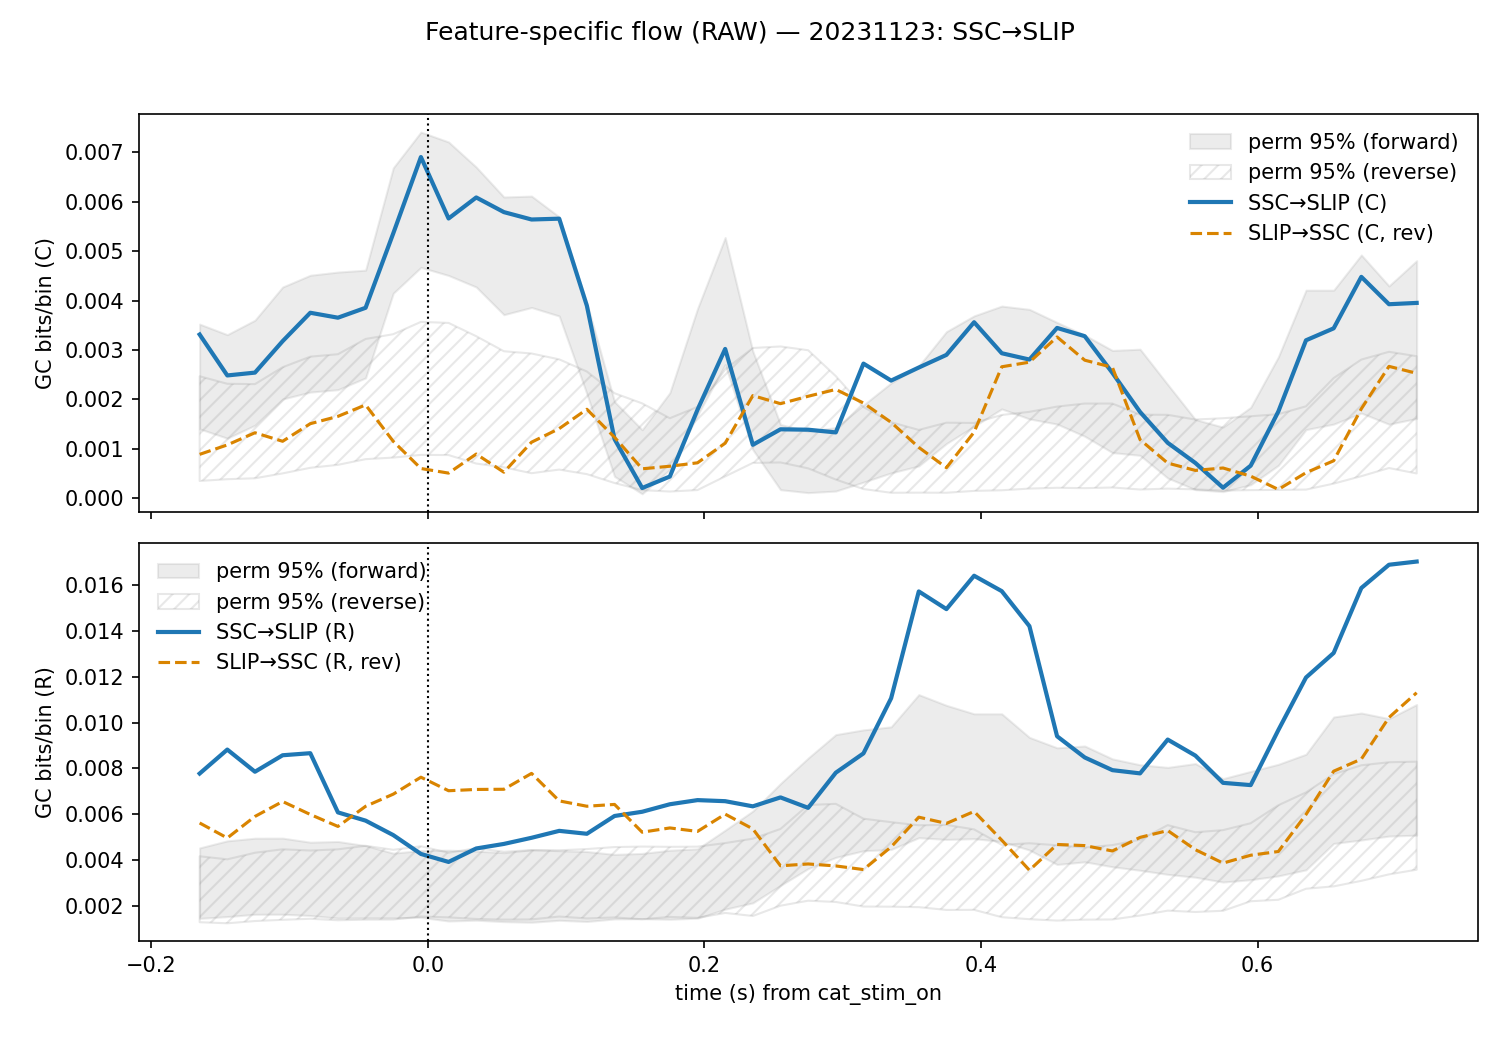 Feature-specific flow (RAW) — 20231123: SSC→SLIP
GC bits/bin (C)
0.007
0.006
0.005
0.004
0.003
0.002
0.001
0.000
perm 95% (forward)
perm 95% (reverse)
SSC→SLIP (C)
SLIP→SSC (C, rev)
GC bits/bin (R)
0.016
0.014
0.012
0.010
0.008
0.006
0.004
0.002
perm 95% (forward)
perm 95% (reverse)
SSC→SLIP (R)
SLIP→SSC (R, rev)
−0.2 0.0 0.2 0.4 0.6
time (s) from cat_stim_on